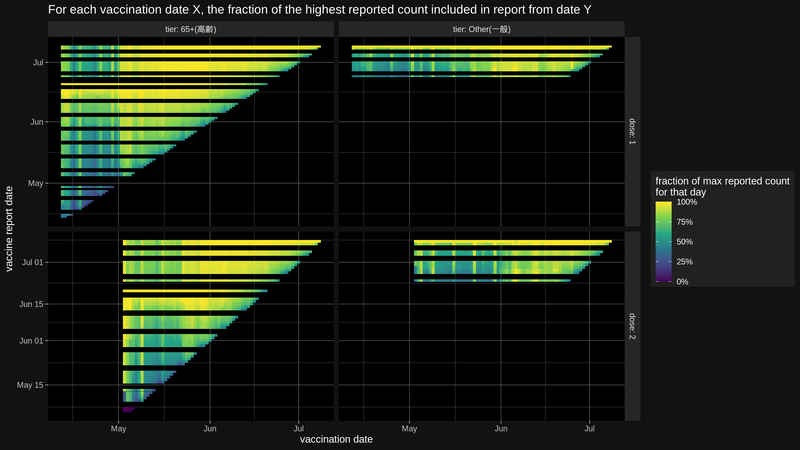 For each vaccination date X, the fraction of the highest reported count included in report from date Y
tier: 65+(高齢)
tier: Other(一般)
Jul
Jun
May
dose: 1
Jul 01
Jun 15
Jun 01
May 15
dose: 2
May
Jun
Jul
May
Jun
Jul
vaccination date
vaccine report date
fraction of max reported count
for that day
100%
75%
50%
25%
0%